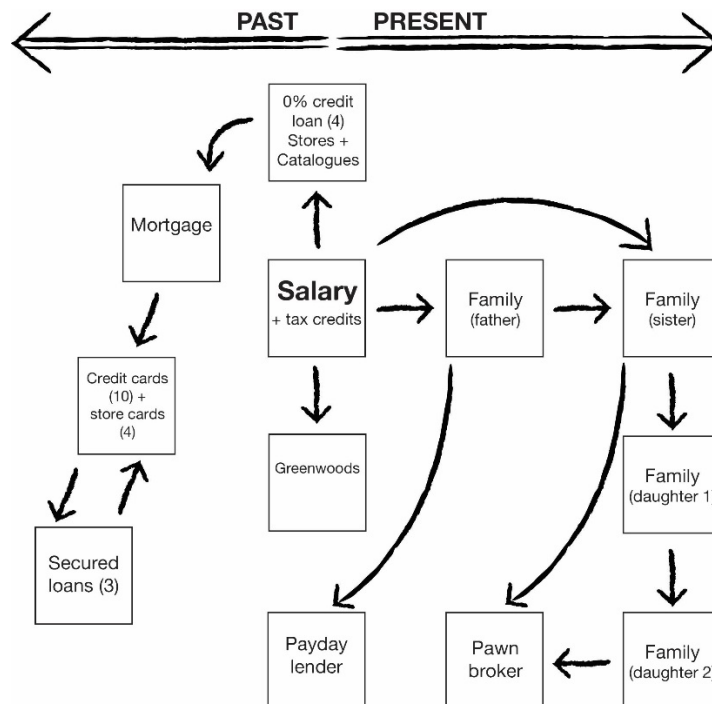 PAST PRESENT
0% credit
loan (4)
Stores +
Catalogues
Mortgage
Salary
+ tax credits
Family
(father)
Family
(sister)
Credit cards
(10) +
store cards
(4)
Greenwoods
Family
(daughter 1)
Secured
loans (3)
Payday
lender
Pawn
broker
Family
(daughter 2)